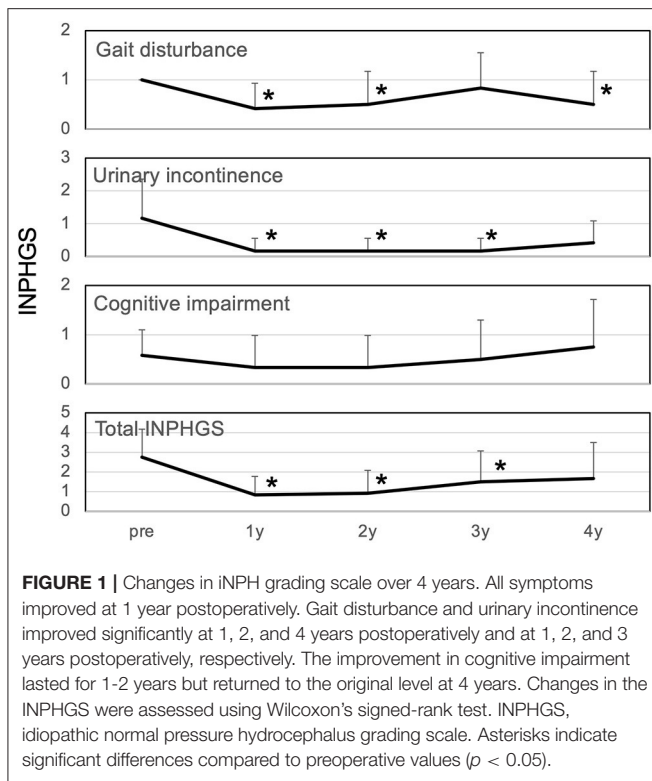 2
Gait disturbance
1
*
*
*
0
3
Urinary incontinence
2
1
*
*
*
0
INPHGS
2
Cognitive impairment
1
0
5
Total INPHGS
4
3
2
*
*
*
1
0
pre 1y 2y 3y 4y
FIGURE 1 | Changes in iNPH grading scale over 4 years. All symptoms
improved at 1 year postoperatively. Gait disturbance and urinary incontinence
improved significantly at 1, 2, and 4 years postoperatively and at 1, 2, and 3
years postoperatively, respectively. The improvement in cognitive impairment
lasted for 1-2 years but returned to the original level at 4 years. Changes in the
INPHGS were assessed using Wilcoxon's signed-rank test. INPHGS,
idiopathic normal pressure hydrocephalus grading scale. Asterisks indicate
significant differences compared to preoperative values (p < 0.05).